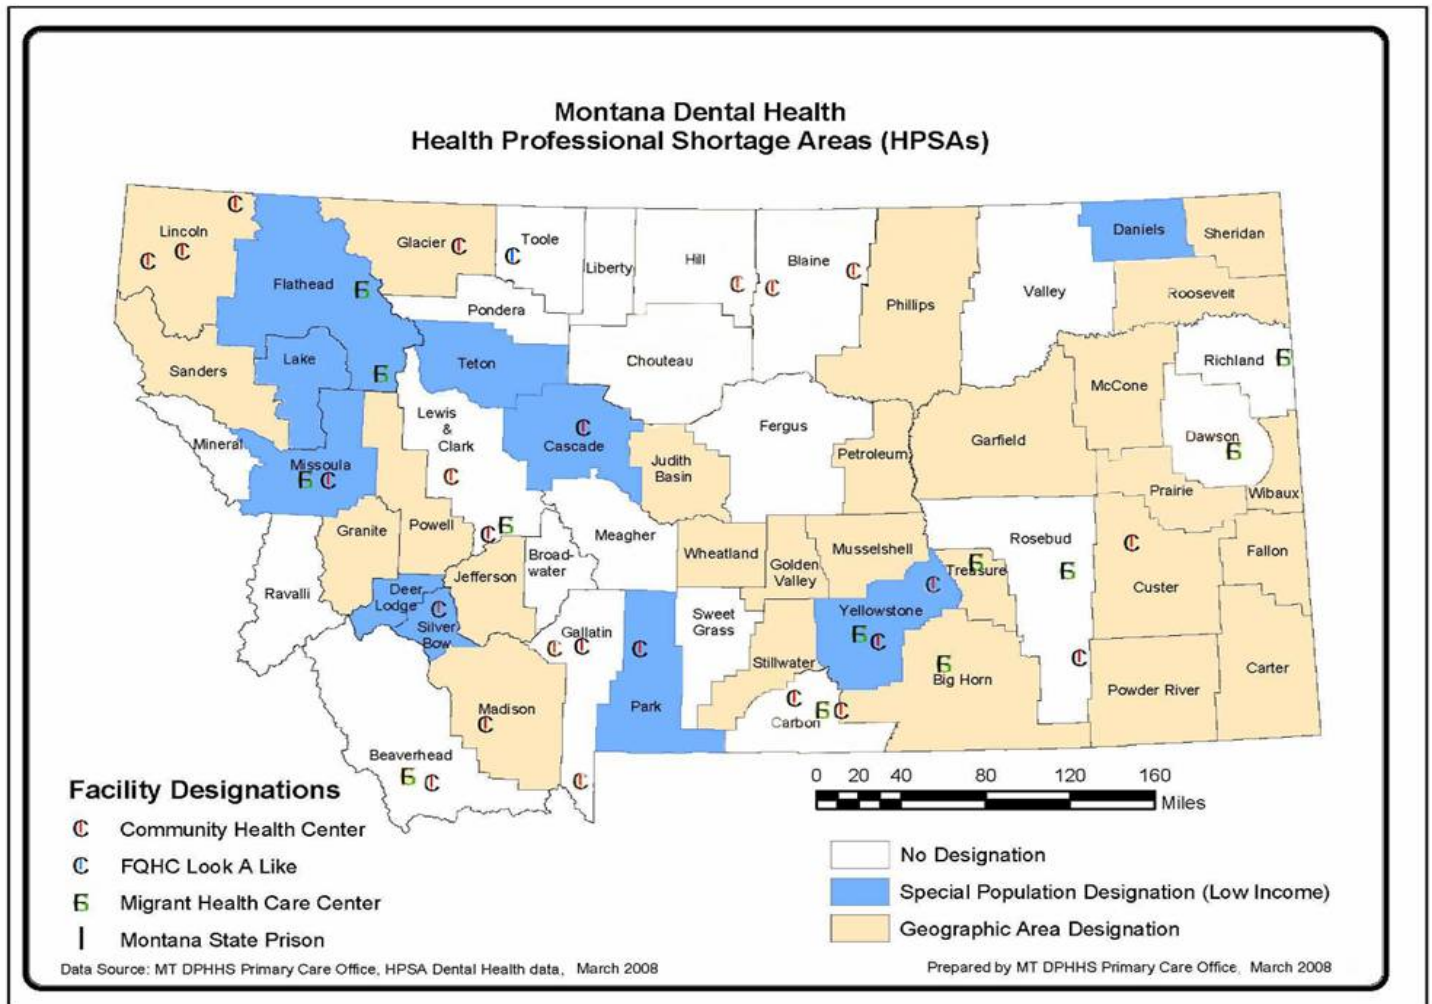 Montana Dental Health
Health Professional Shortage Areas (HPSAs)
Lincoln
Flathead
Glacier
Toole
Liberty
Hill
Blaine
Phillips
Valley
Daniels
Sheridan
Roosevelt
Pondera
Teton
Chouteau
Richland
McCone
Sanders
Lake
Lewis
&
Clark
Cascade
Fergus
Judith
Basin
Petroleum
Garfield
Dawson
Prairie
Wibaux
Mineral
Missoula
Granite
Powell
Meagher
Wheatland
Golden
Valley
Musselshell
Treasure
Rosebud
Custer
Fallon
Ravalli
Deer
Lodge
Silver
Bow
Jefferson
Broad-
water
Gallatin
Park
Sweet
Grass
Stillwater
Yellowstone
Big Horn
Powder River
Carter
Carbon
Madison
Beaverhead
0 20 40 80 120 160
Miles
Facility Designations
Community Health Center
FQHC Look A Like
Migrant Health Care Center
Montana State Prison
No Designation
Special Population Designation (Low Income)
Geographic Area Designation
Data Source: MT DPHHS Primary Care Office, HPSA Dental Health data, March 2008
Prepared by MT DPHHS Primary Care Office, March 2008